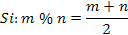 Si: m % n = (m + n) / 2